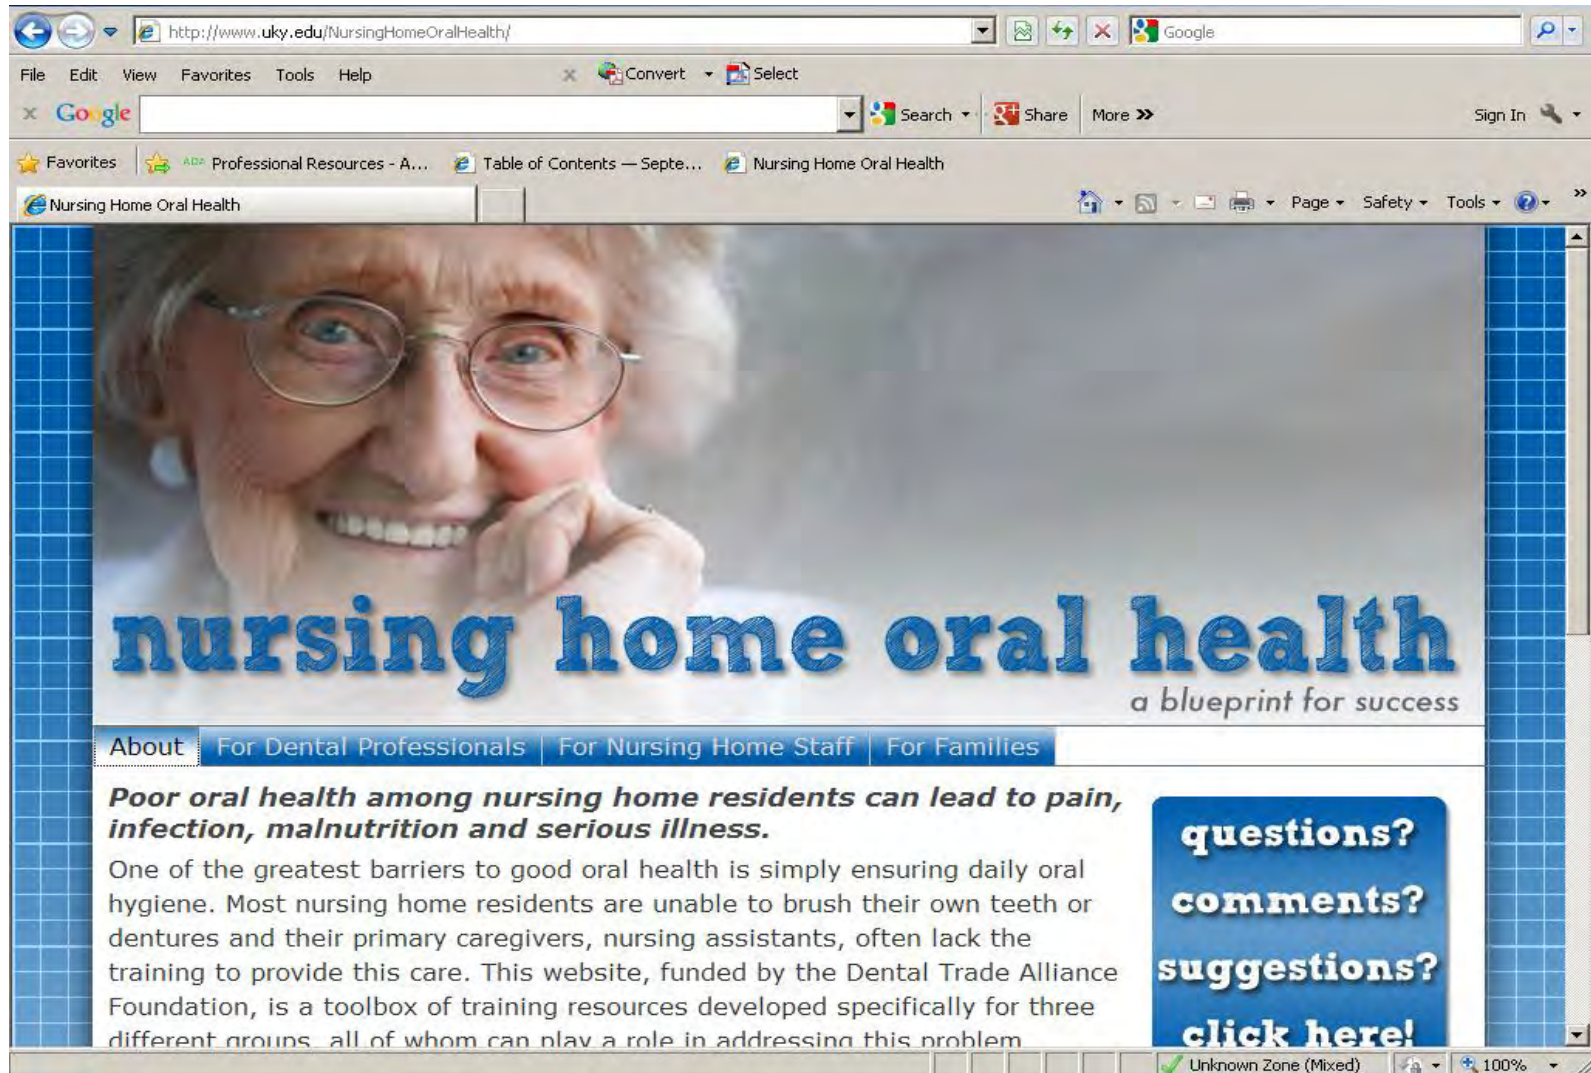 http://www.uky.edu/NursingHomeOralHealth/
Google
File Edit View Favorites Tools Help
x Convert Select
x Google Search Share More » Sign In
Favorites ADA Professional Resources - A... Table of Contents — Septe... Nursing Home Oral Health
Nursing Home Oral Health
Page Safety Tools »
nursing home oral health
a blueprint for success
About For Dental Professionals For Nursing Home Staff For Families
Poor oral health among nursing home residents can lead to pain,
infection, malnutrition and serious illness.
One of the greatest barriers to good oral health is simply ensuring daily oral
hygiene. Most nursing home residents are unable to brush their own teeth or
dentures and their primary caregivers, nursing assistants, often lack the
training to provide this care. This website, funded by the Dental Trade Alliance
Foundation, is a toolbox of training resources developed specifically for three
different groups, all of whom can play a role in addressing this problem
questions?
comments?
suggestions?
click here!
Unknown Zone (Mixed) 100%